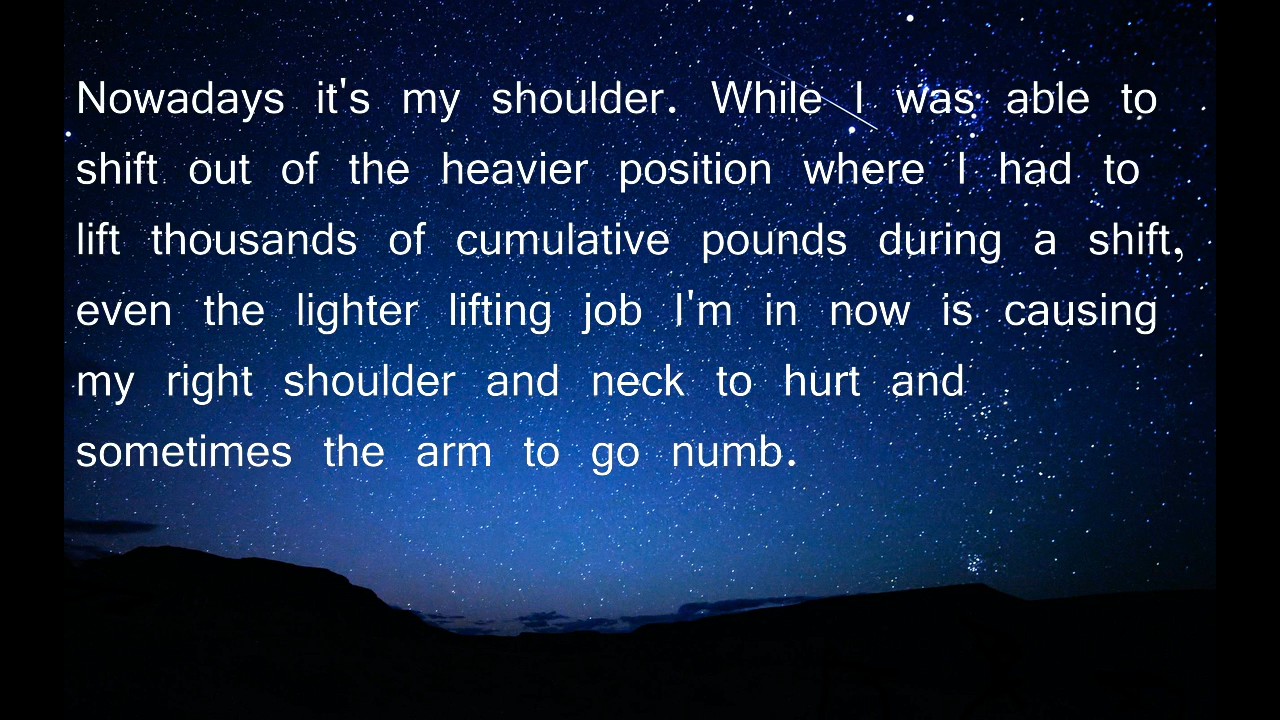 Nowadays it's my shoulder. While I was able to
shift out of the heavier position where I had to
lift thousands of cumulative pounds during a shift,
even the lighter lifting job I'm in now is causing
my right shoulder and neck to hurt and
sometimes the arm to go numb.